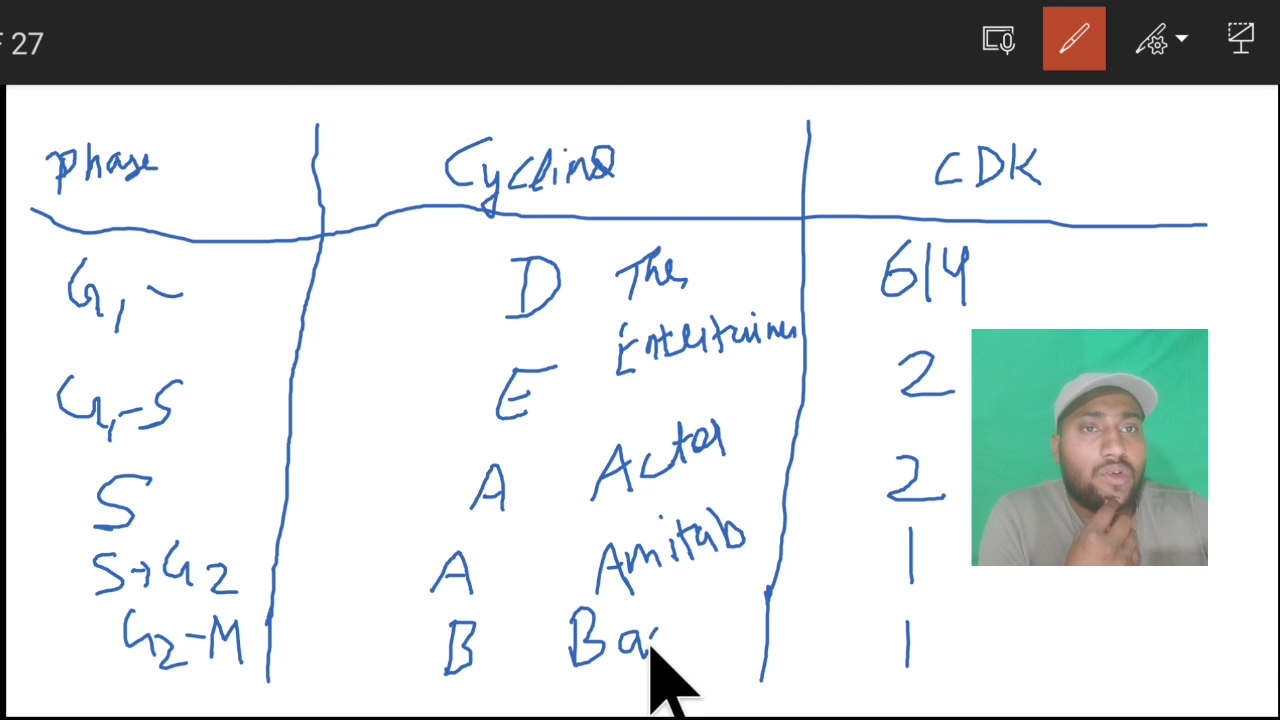 27
Phase Cyclins CDK
G1 - D The 6/4
Entertainer
G1-S E 2
S A Actor 2
S→G2 A Amitab 1
G2-M B Ba 1